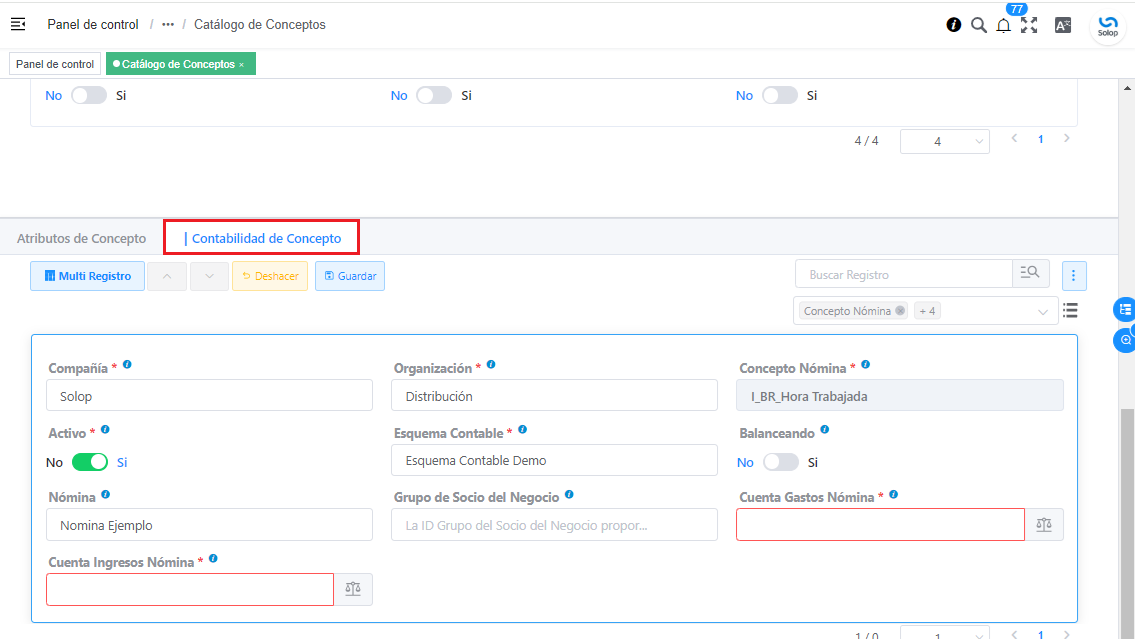 Panel de control / ••• / Catálogo de Conceptos
77
Solop
Panel de control
Catálogo de Conceptos ×
No Si No Si No Si
4 / 4 4 < 1 >
Atributos de Concepto Contabilidad de Concepto
Multi Registro Deshacer Guardar Buscar Registro
Concepto Nómina + 4
Compañía * Organización * Concepto Nómina *
Solop Distribución I_BR_Hora Trabajada
Activo * Esquema Contable * Balanceando
No Si Esquema Contable Demo No Si
Nómina Grupo de Socio del Negocio Cuenta Gastos Nómina *
Nomina Ejemplo La ID Grupo del Socio del Negocio propor...
Cuenta Ingresos Nómina *
1 / 0 1 < 1 >